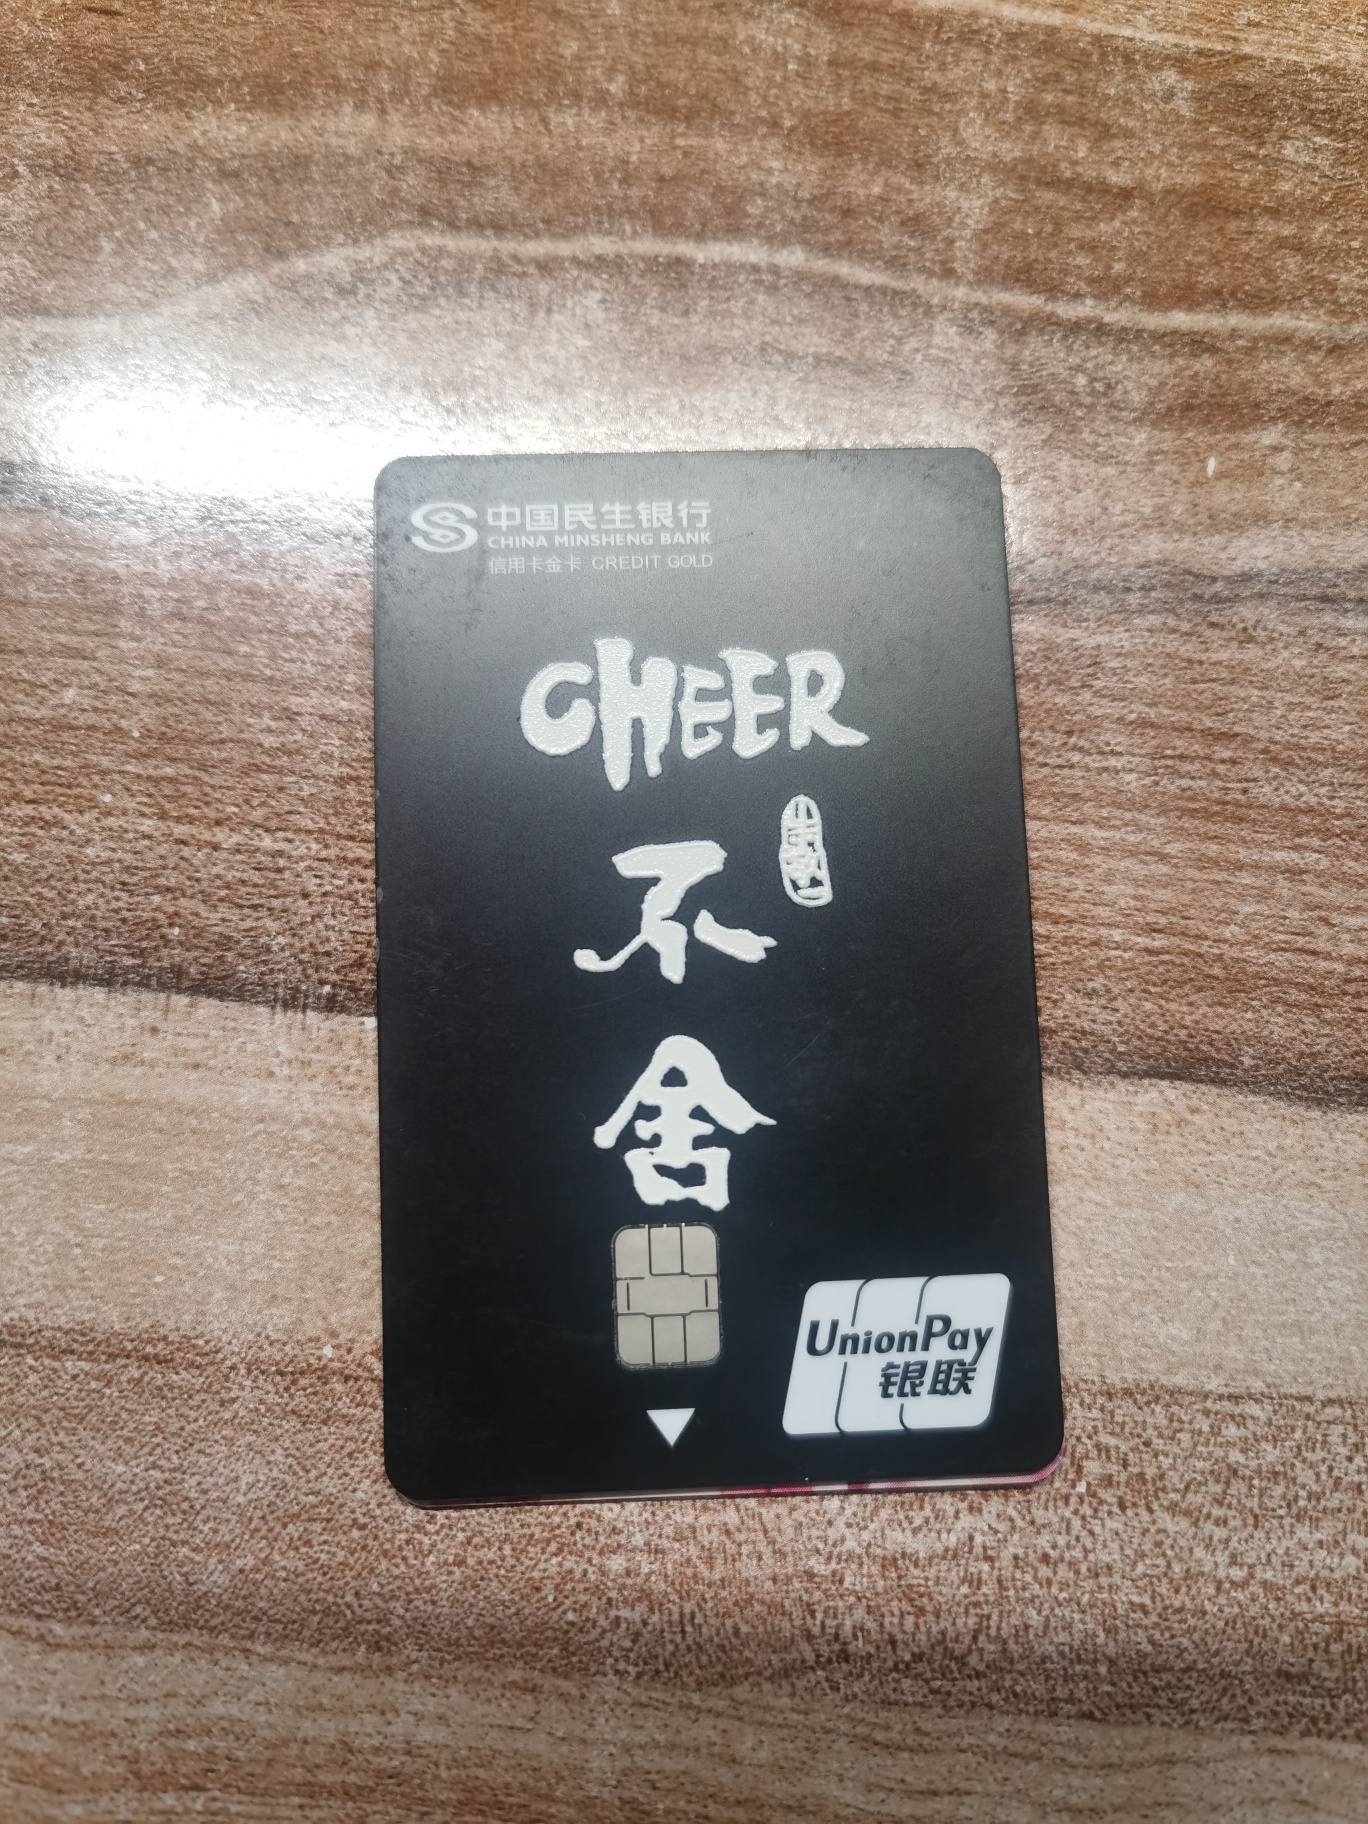 中国民生银行
CHINA MINSHENG BANK
信用卡金卡 CREDIT GOLD
CHEER
不
舍
UnionPay
银联